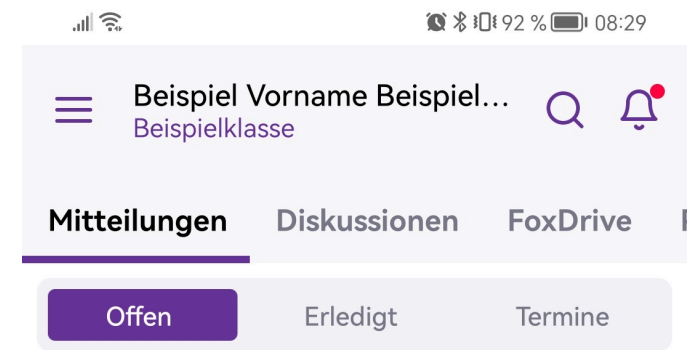 92 % 08:29
Beispiel Vorname Beispiel...
Beispielklasse
Mitteilungen Diskussionen FoxDrive
Offen Erledigt Termine